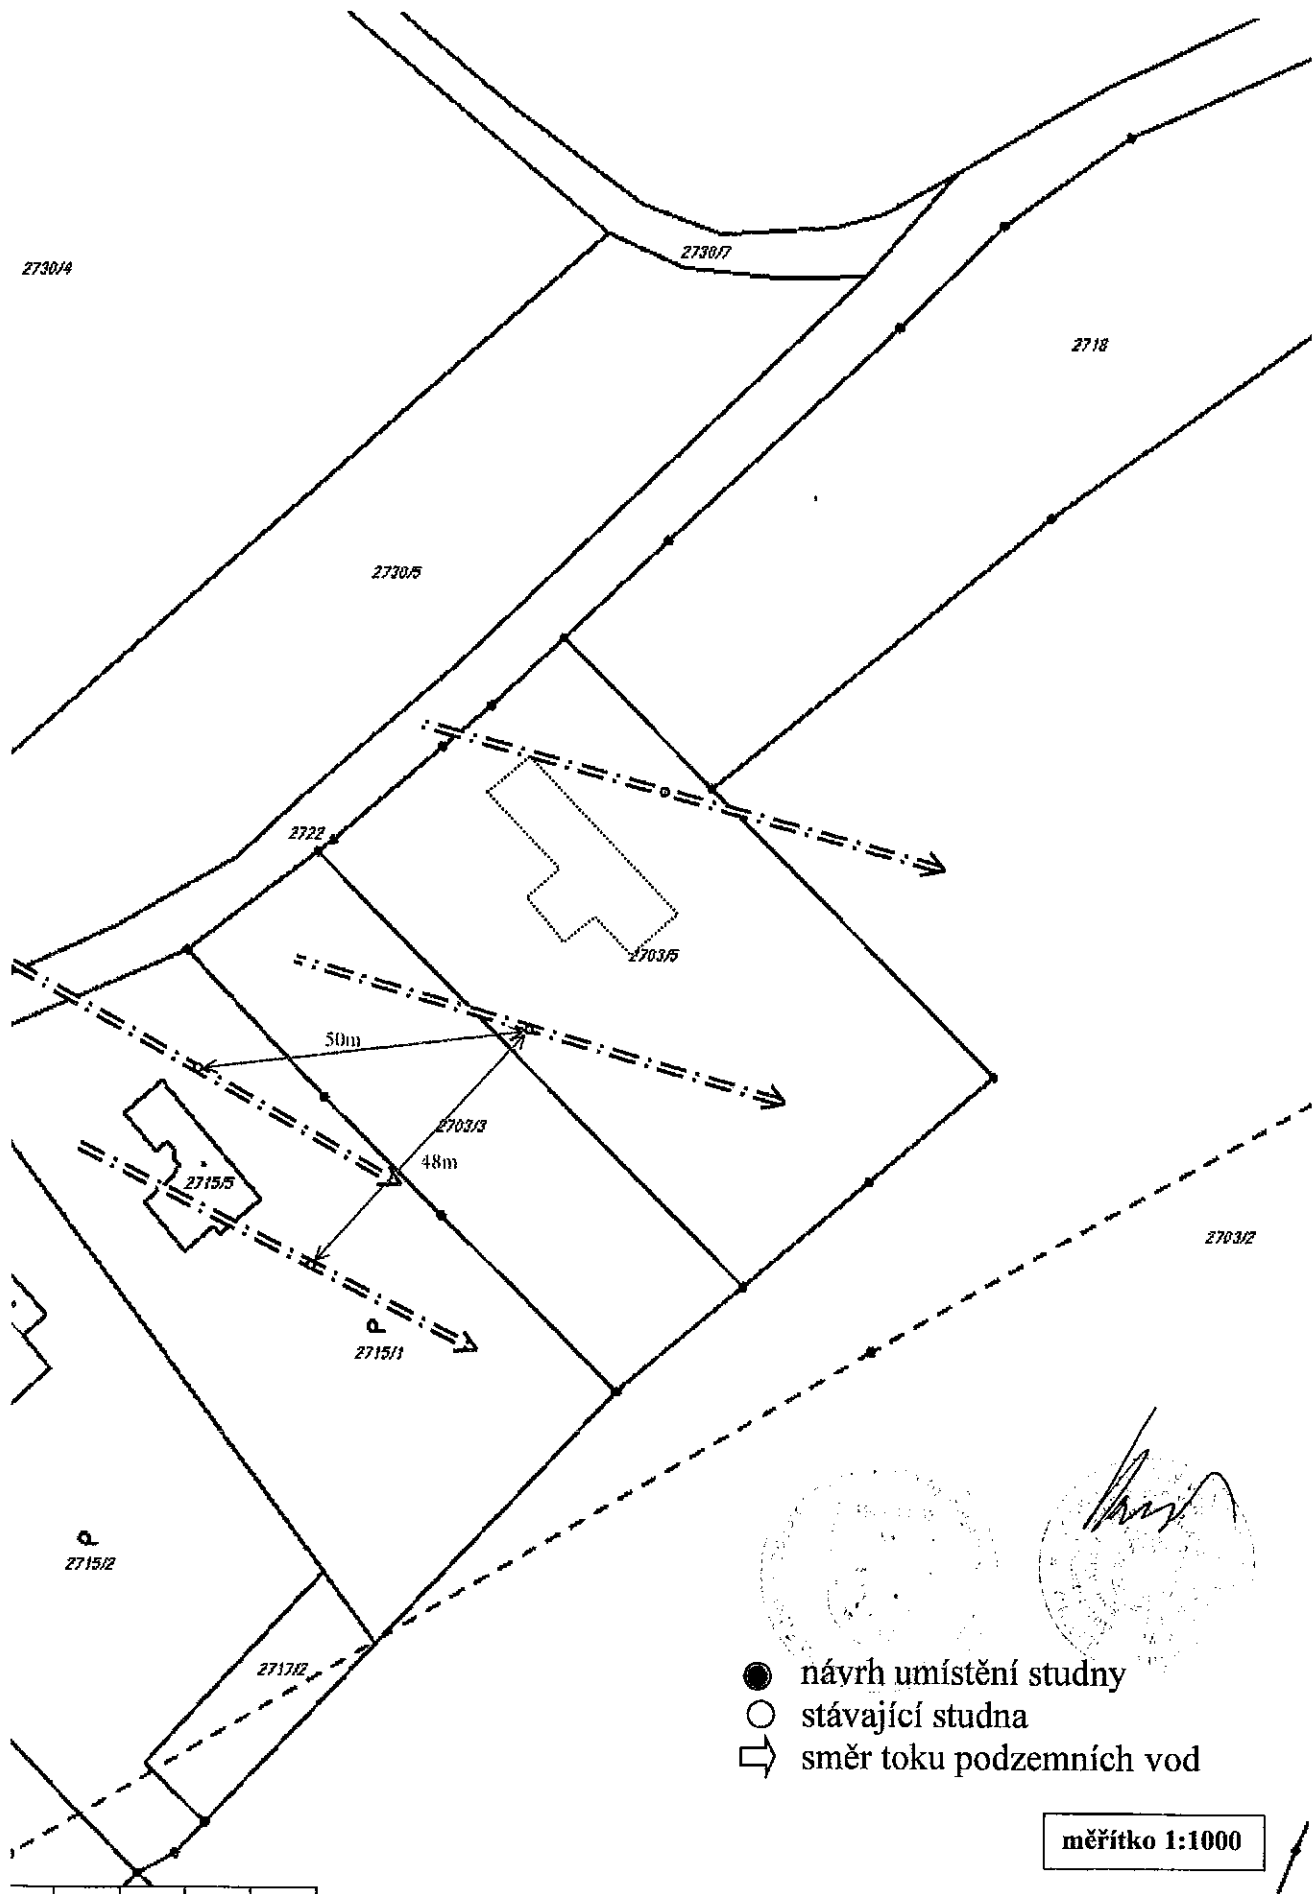 2730/7
2730/4
2718
2730/5
2722
2703/5
50m
2703/3
48m
2715/5
2703/2
P
2715/1
P
2715/2
2717/2
návrh umístění studny
stávající studna
směr toku podzemních vod
měřítko 1:1000